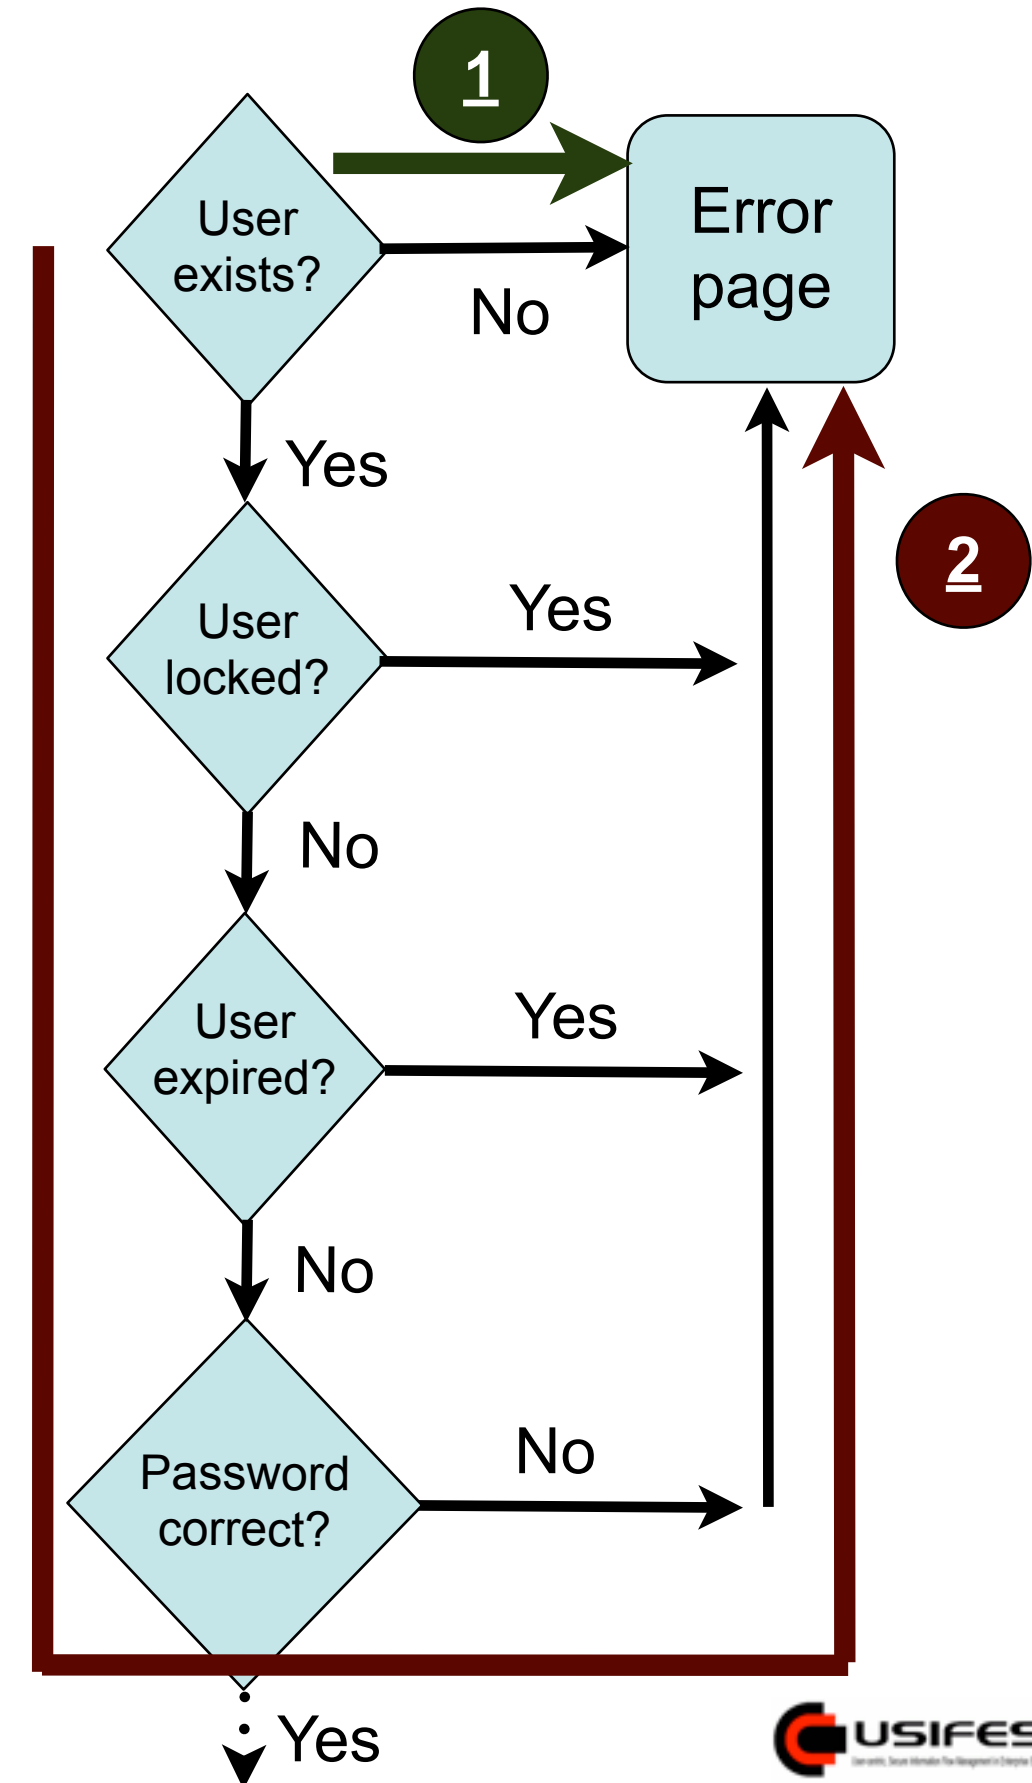 1
User
exists?
Error
page
No
Yes
2
User
locked?
Yes
No
User
expired?
Yes
No
Password
correct?
No
Yes
USIFES